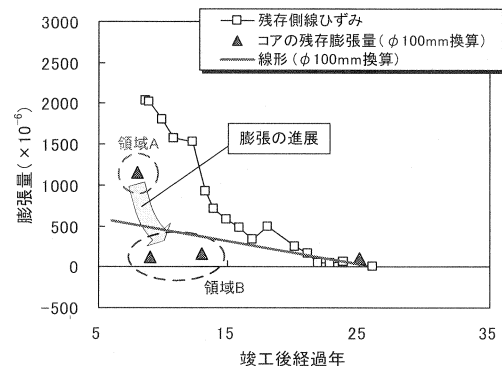 残存側線ひずみ
コアの残存膨張量(φ100mm換算)
線形(φ100mm換算)
3000
2500
2000
1500
1000
500
0
-500
膨張量(×10⁻⁶)
領域A
膨張の進展
領域B
5
15
25
35
竣工後経過年